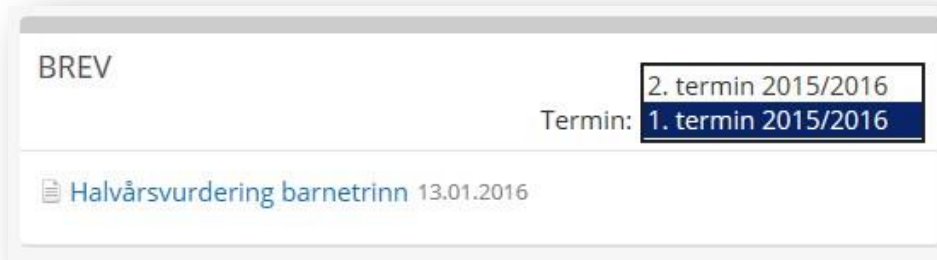 BREV
2. termin 2015/2016
Termin: 1. termin 2015/2016
Halvårsvurdering barnetrinn 13.01.2016